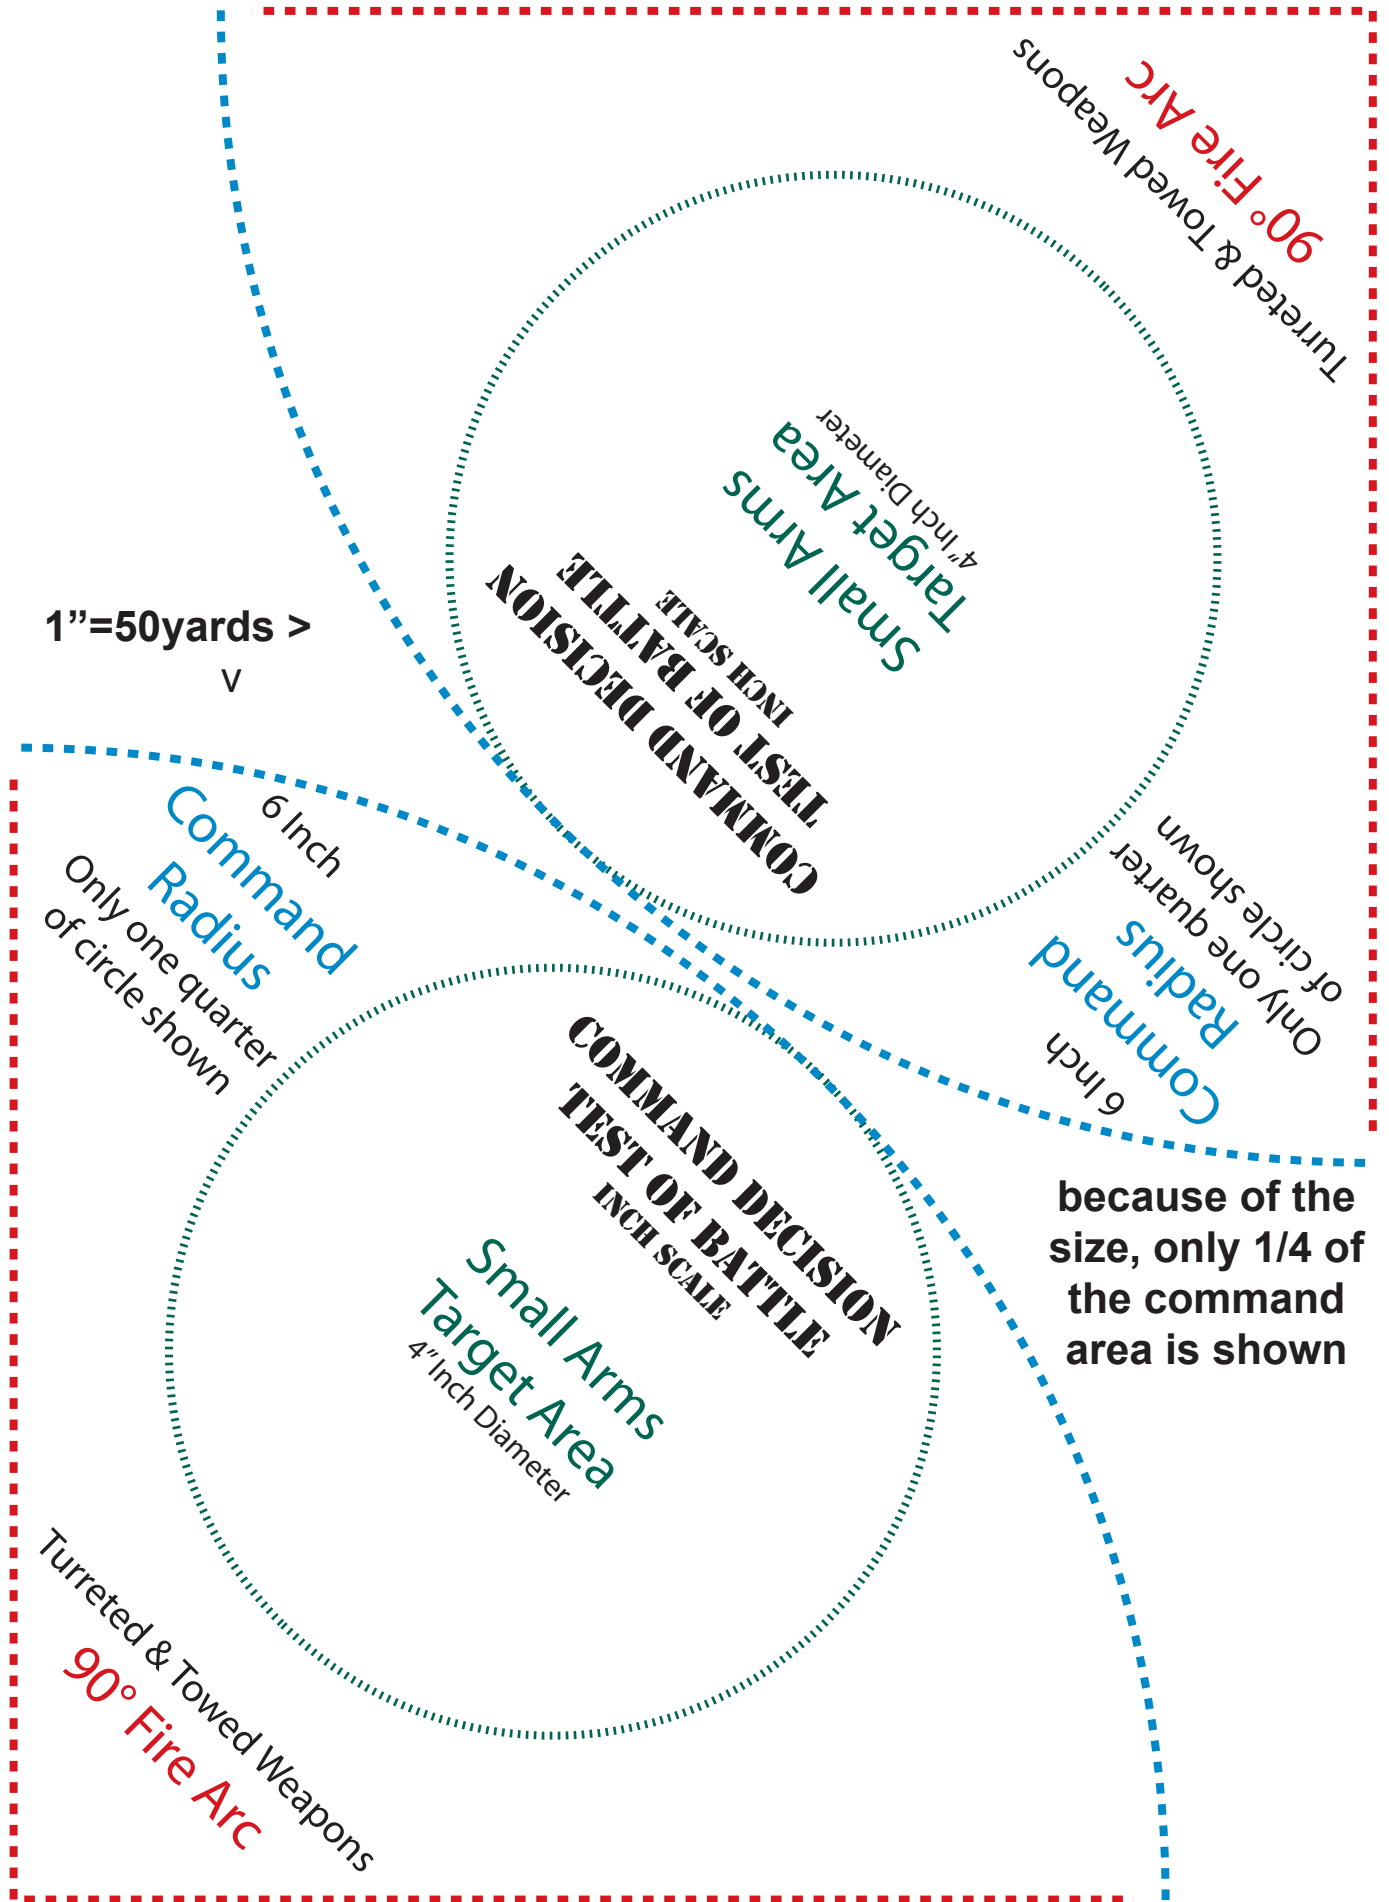 90° Fire Arc
Turreted & Towed Weapons
Small Arms
Target Area
4”Inch Diameter
COMMAND DECISION
TEST OF BATTLE
INCH SCALE
1”=50yards >
v
6 Inch
Command
Radius
Only one quarter
of circle shown
6 Inch
Command
Radius
Only one quarter
of circle shown
because of the
size, only 1/4 of
the command
area is shown
COMMAND DECISION
TEST OF BATTLE
INCH SCALE
Small Arms
Target Area
4”Inch Diameter
Turreted & Towed Weapons
90° Fire Arc